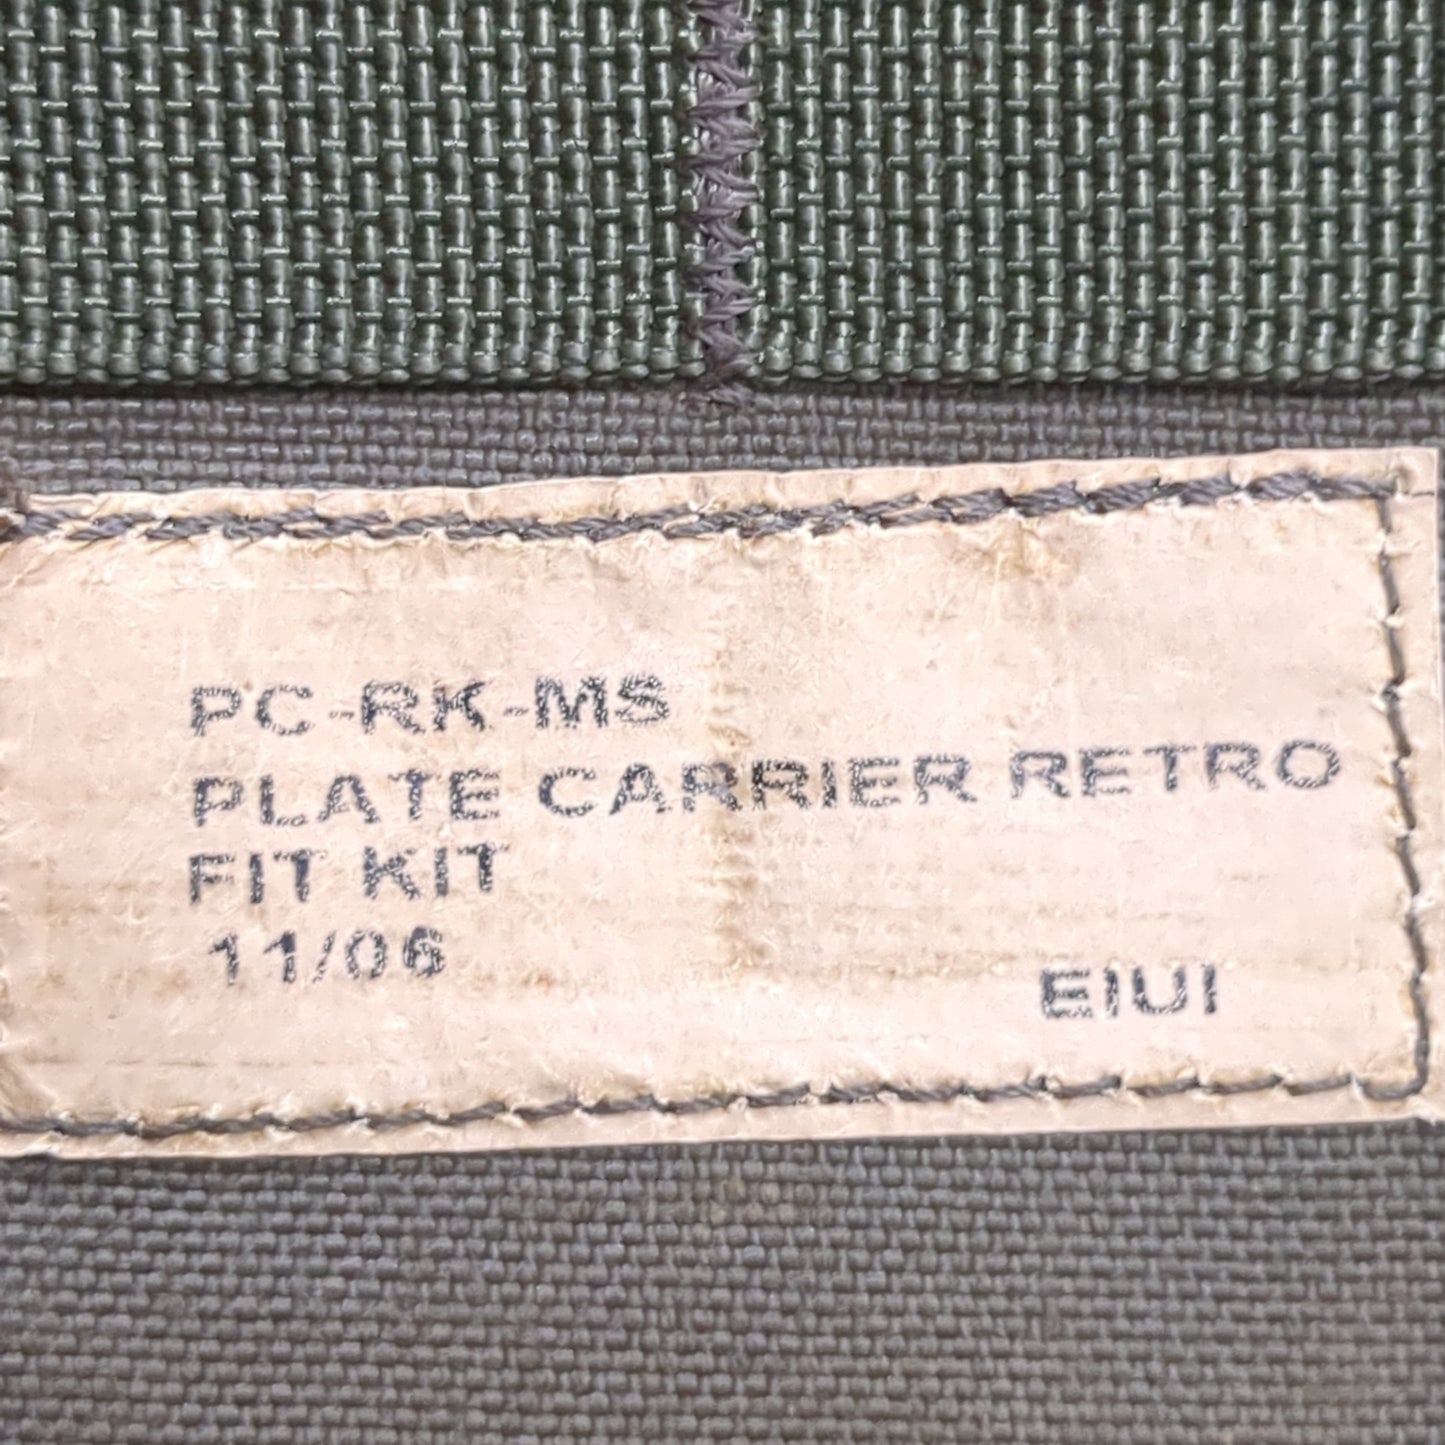 PC-RK-MS
PLATE CARRIER RETRO
FIT KIT
11/06
EIUI